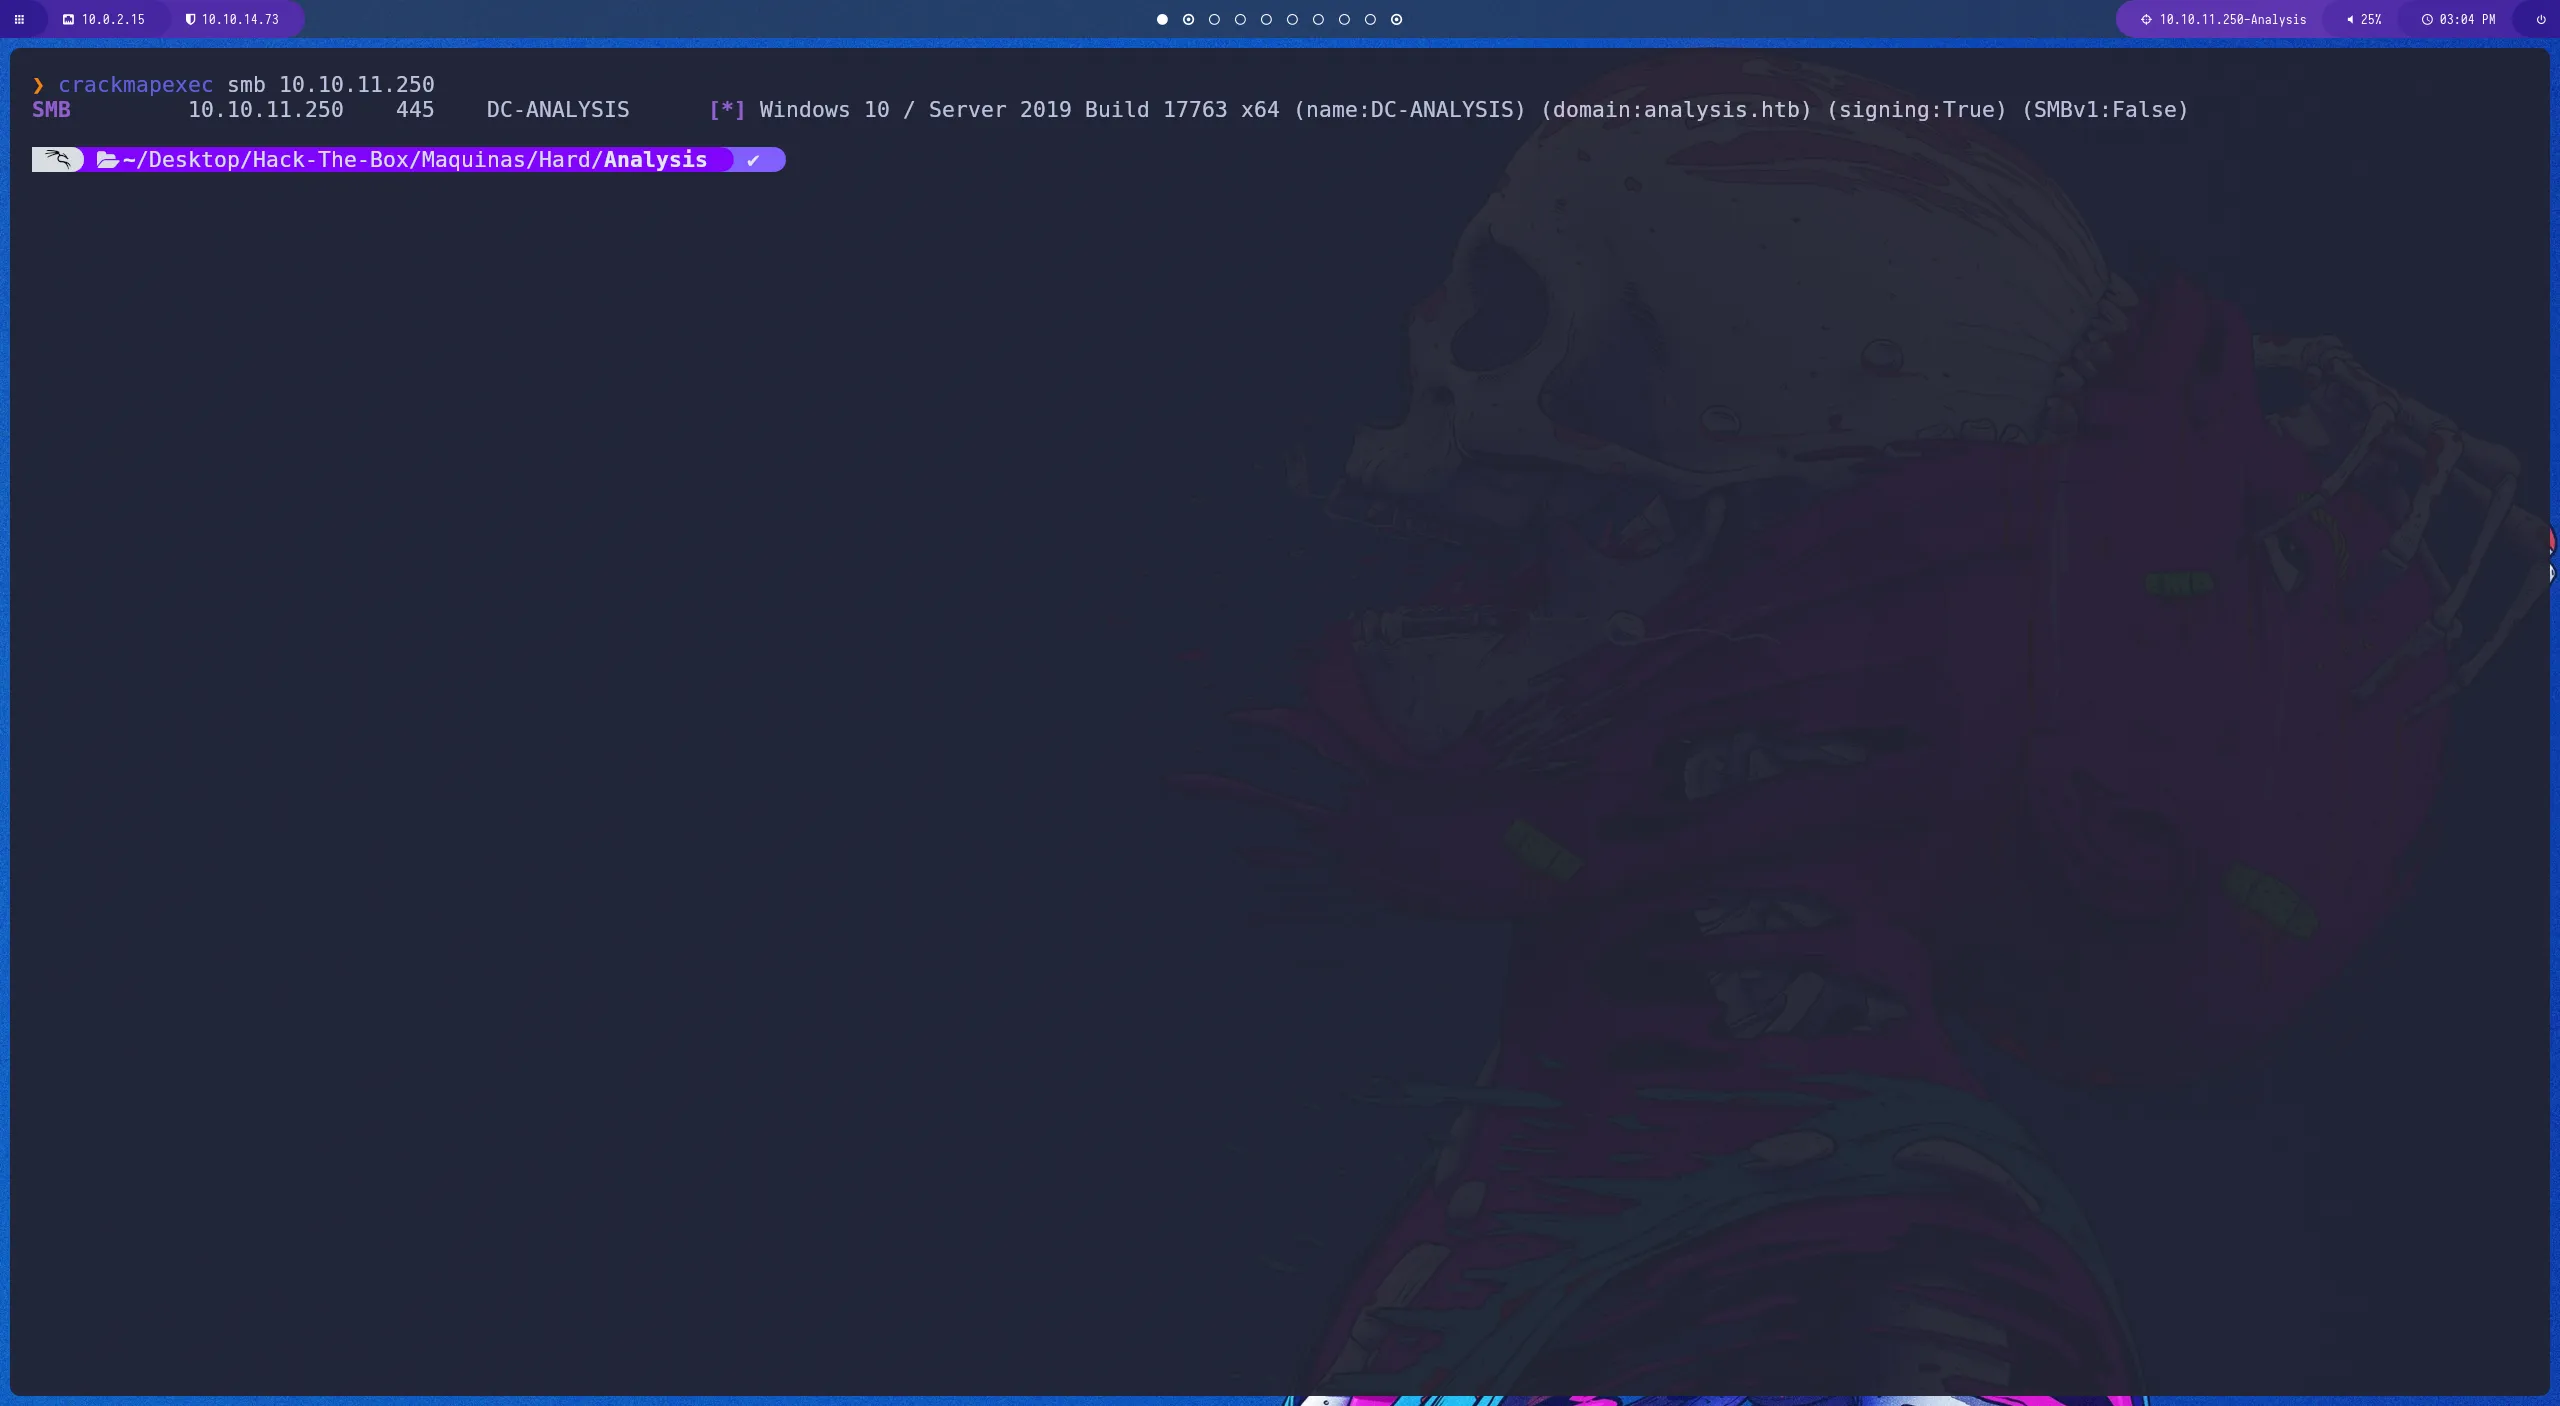 10.0.2.15 10.10.14.73 10.10.11.250-Analysis 25% 03:04 PM
❯ crackmapexec smb 10.10.11.250
SMB 10.10.11.250 445 DC-ANALYSIS [*] Windows 10 / Server 2019 Build 17763 x64 (name:DC-ANALYSIS) (domain:analysis.htb) (signing:True) (SMBv1:False)
~/Desktop/Hack-The-Box/Maquinas/Hard/Analysis ✔